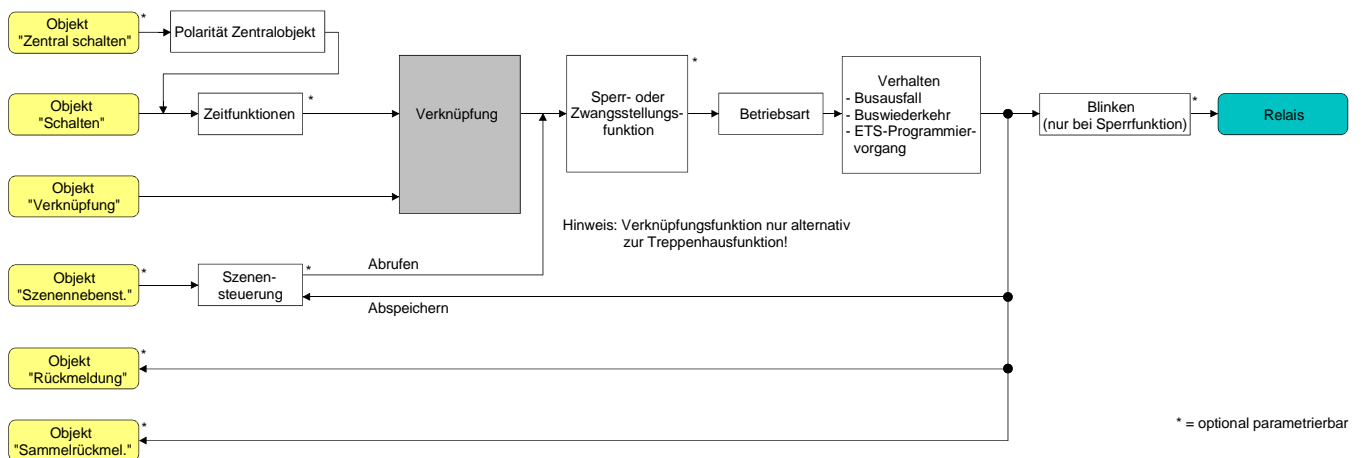 Objekt
"Zentral schalten"
*
Polarität Zentralobjekt
Objekt
"Schalten"
Zeitfunktionen
*
Verknüpfung
Sperr- oder
Zwangsstellungs-
funktion
*
Betriebsart
Verhalten
- Busausfall
- Buswiederkehr
- ETS-Programmier-
vorgang
Blinken
(nur bei Sperrfunktion)
*
Relais
Objekt
"Verknüpfung"
Hinweis: Verknüpfungsfunktion nur alternativ
zur Treppenhausfunktion!
Objekt
"Szenennebenst."
*
Szenen-
steuerung
*
Abrufen
Abspeichern
Objekt
"Rückmeldung"
*
Objekt
"Sammelrückmel."
*
* = optional parametrierbar